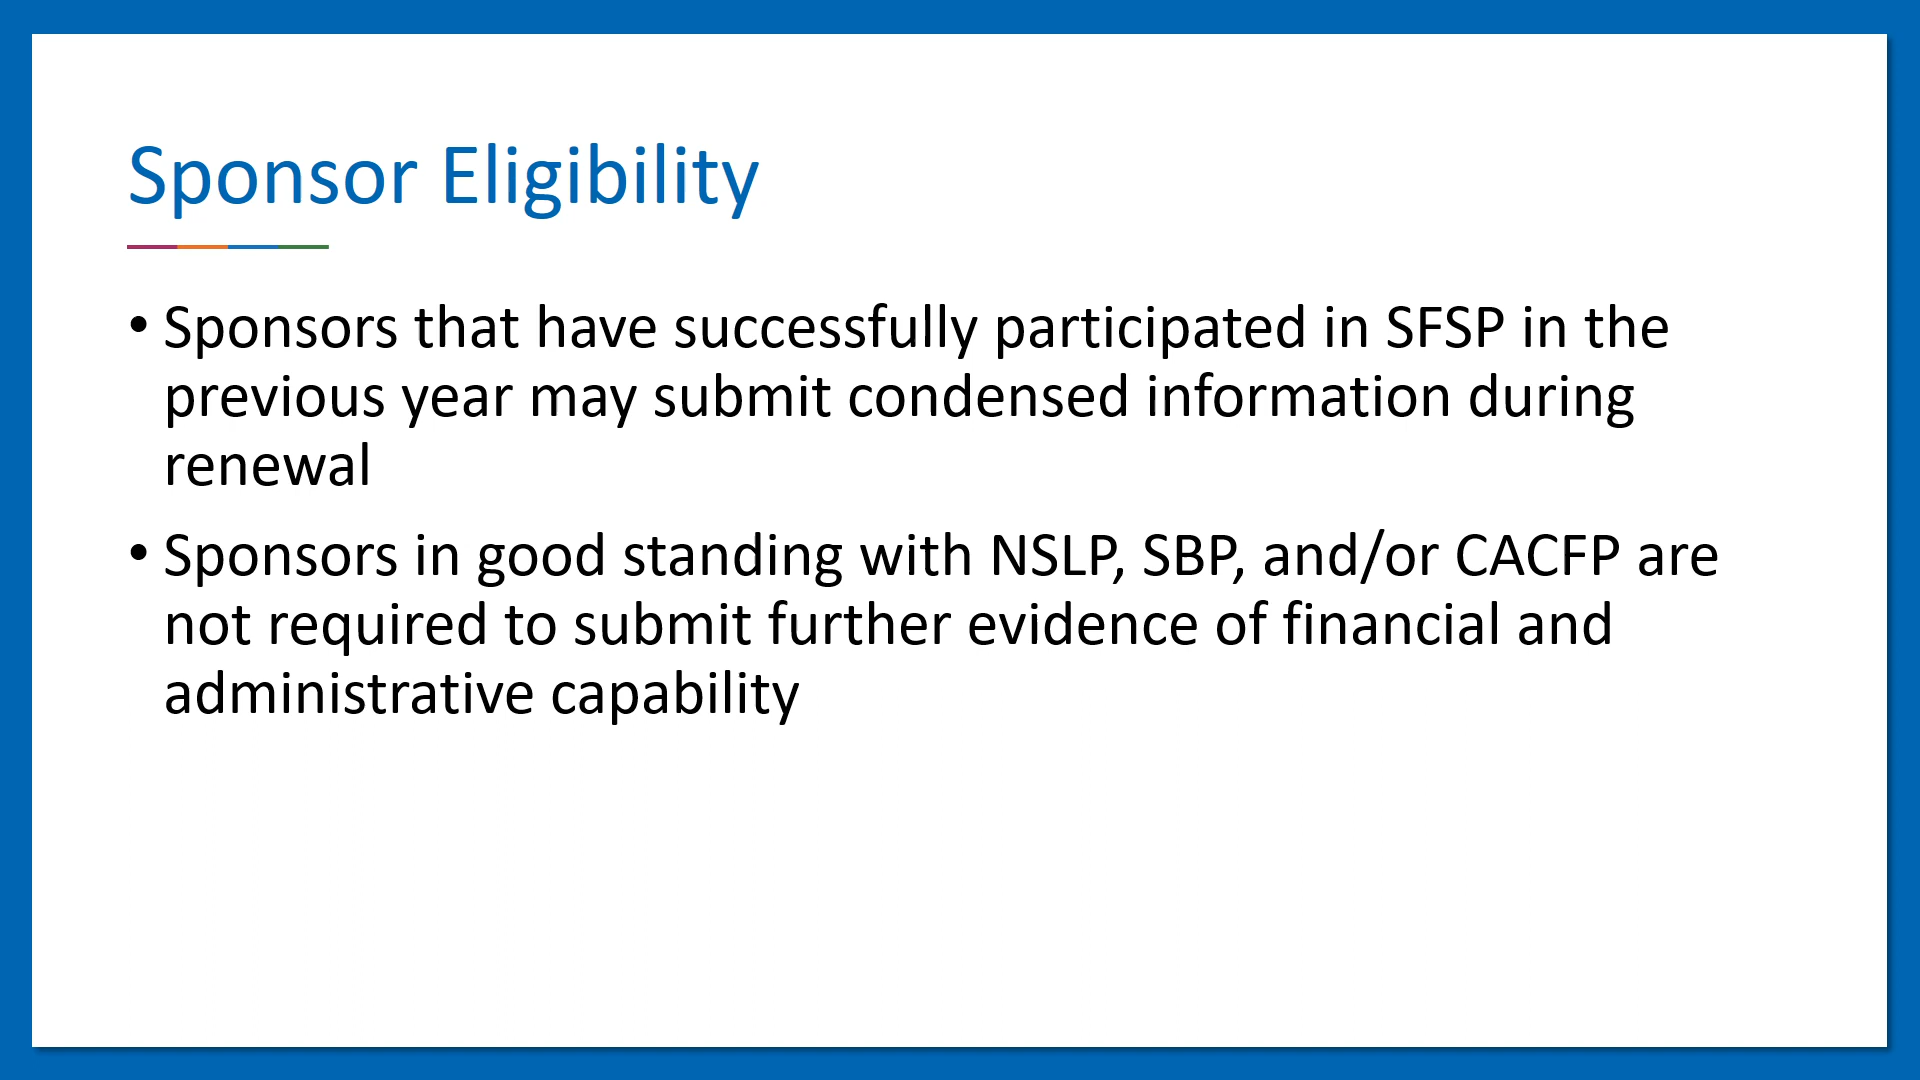 Sponsor Eligibility
• Sponsors that have successfully participated in SFSP in the
previous year may submit condensed information during
renewal
• Sponsors in good standing with NSLP, SBP, and/or CACFP are
not required to submit further evidence of financial and
administrative capability